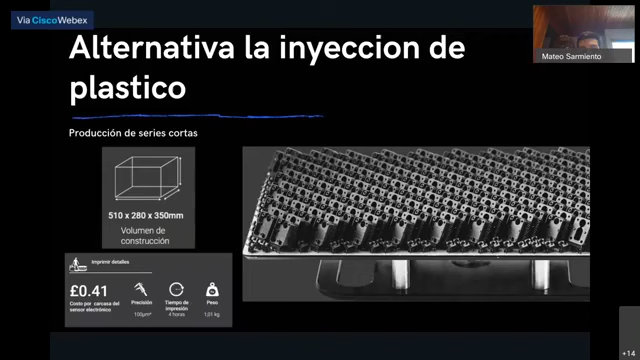 Via CiscoWebex
Alternativa la inyeccion de
plastico
Mateo Sarmiento
Producción de series cortas
510 x 280 x 350mm
Volumen de
construcción
Imprimir detalles
£0.41
Costo por carcasa del
sensor electrónico
Precisión
100μm*
Tiempo de
impresión
4 horas
Peso
1,01 kg
+14